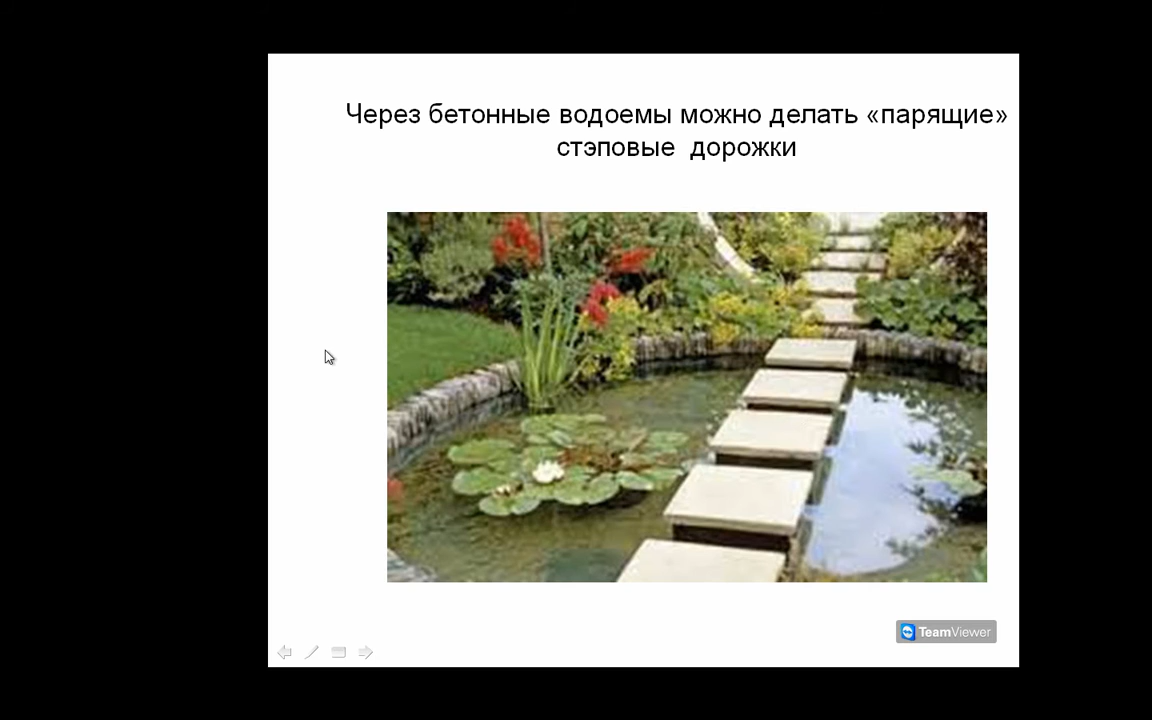 Через бетонные водоемы можно делать «парящие»
стэповые дорожки
TeamViewer